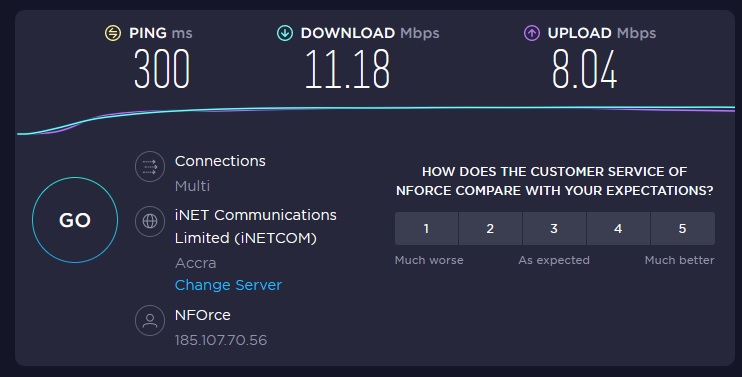 PING ms
DOWNLOAD Mbps
UPLOAD Mbps
300
11.18
8.04
GO
Connections
Multi
iNET Communications
Limited (iNETCOM)
Accra
Change Server
NFOrce
185.107.70.56
HOW DOES THE CUSTOMER SERVICE OF
NFORCE COMPARE WITH YOUR EXPECTATIONS?
1 2 3 4 5
Much worse As expected Much better